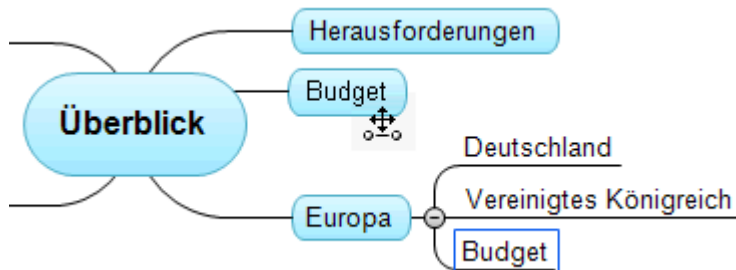 Herausforderungen
Budget
Überblick
Deutschland
Vereinigtes Königreich
Europa
Budget